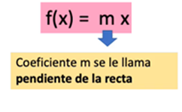 f(x) = m x
Coeficiente m se le llama
pendiente de la recta